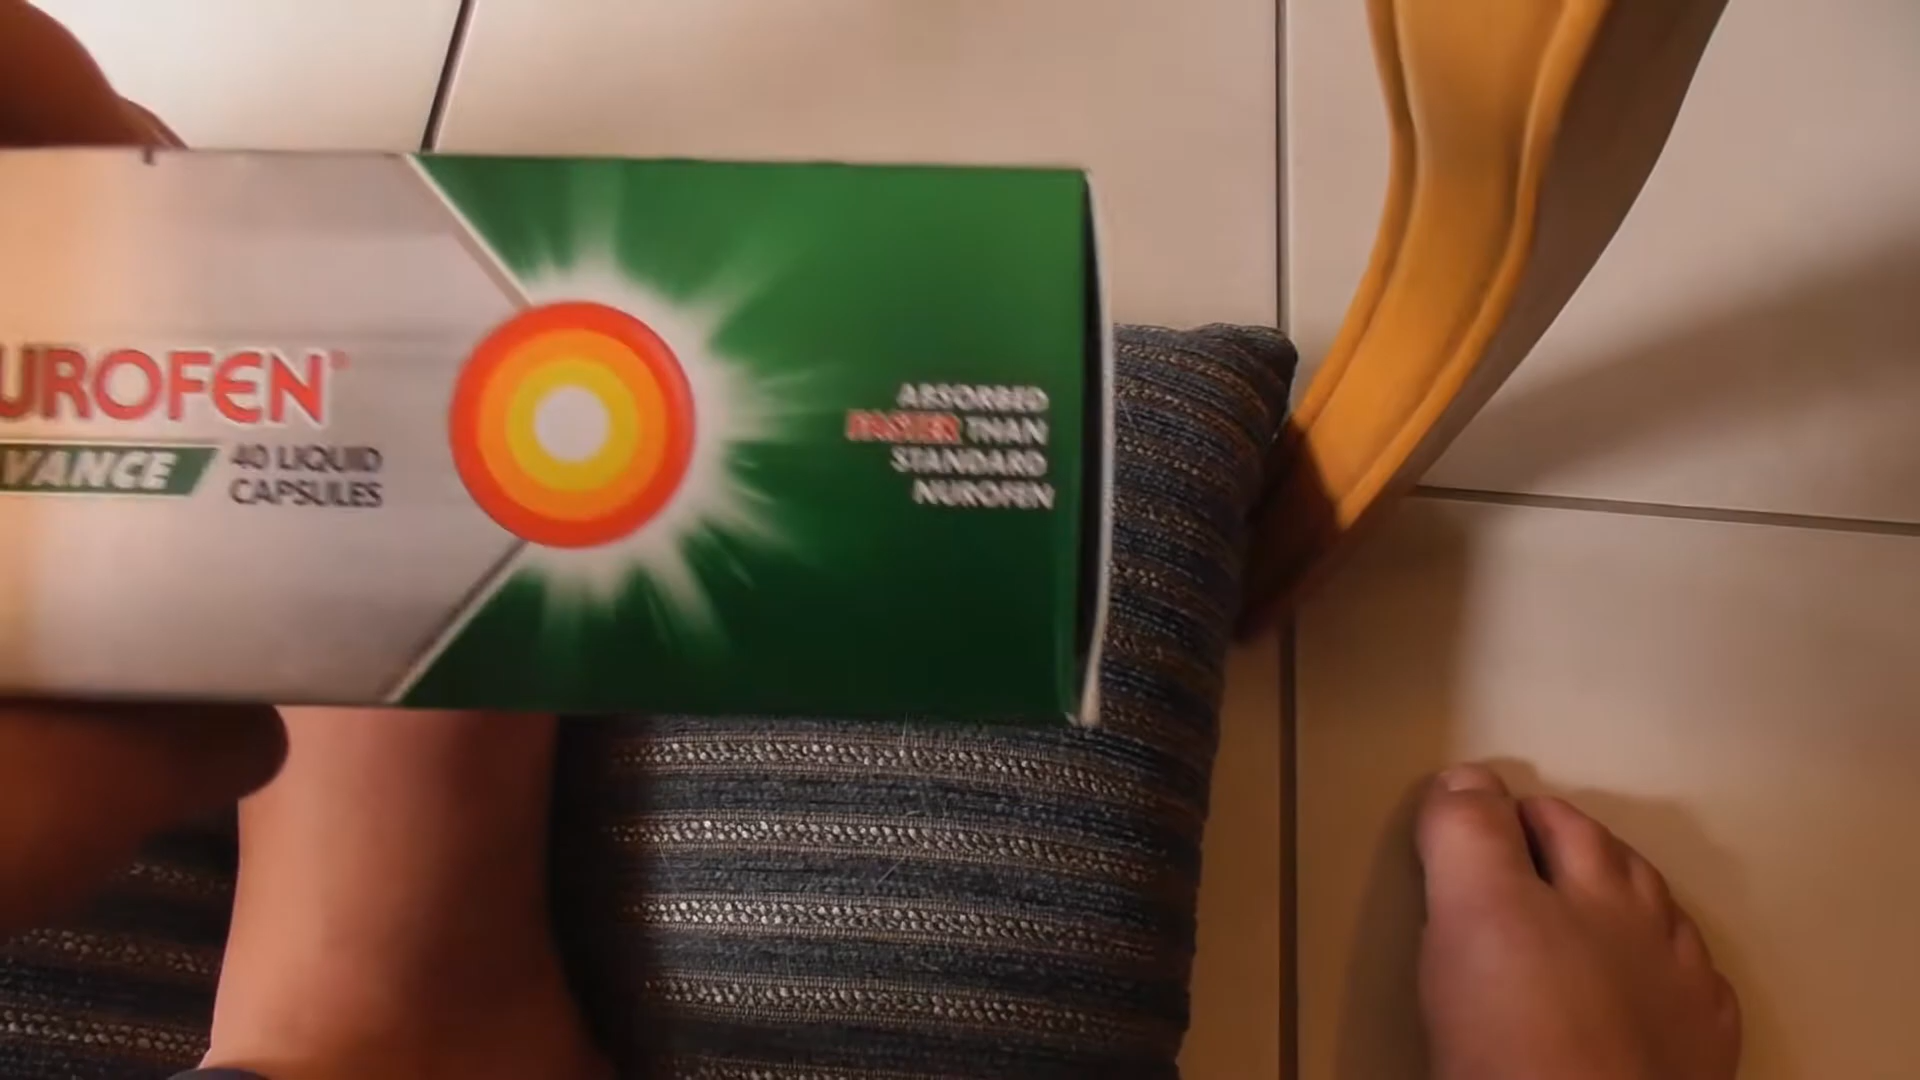 UROFEN®
VANCE
40 LIQUID
CAPSULES
ABSORBED
FASTER THAN
STANDARD
NUROFEN